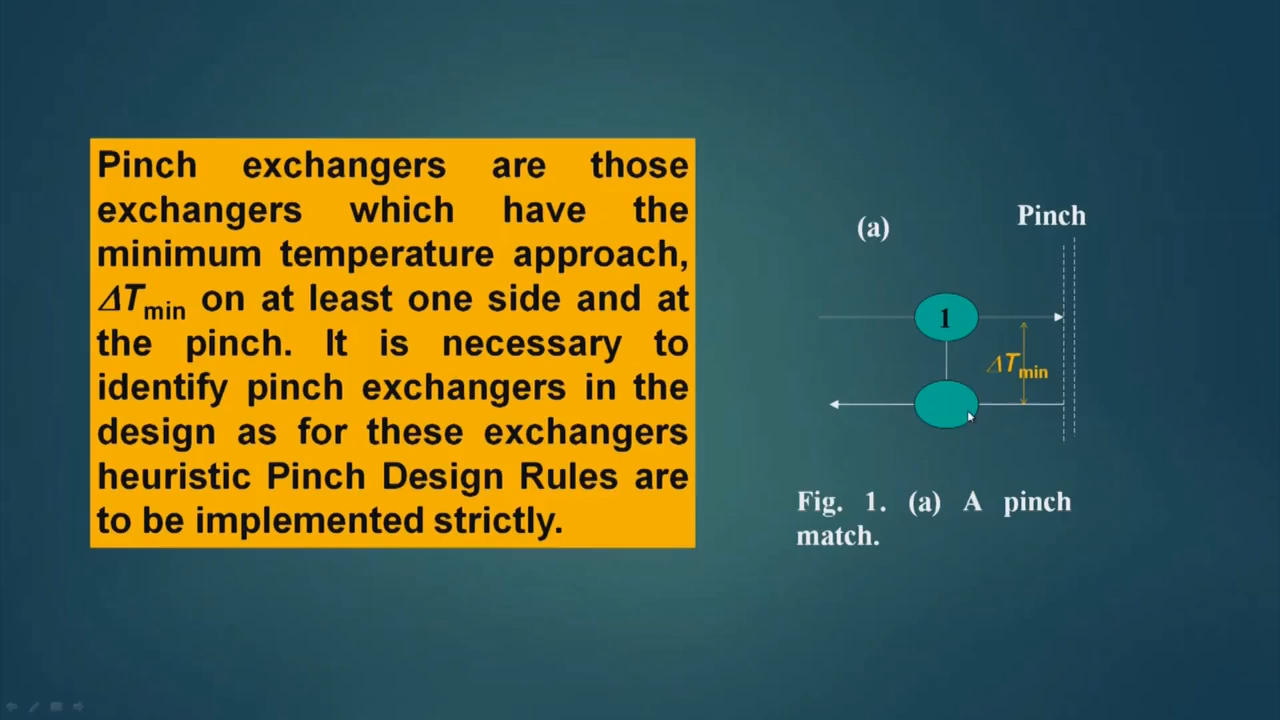 Pinch exchangers are those
exchangers which have the
minimum temperature approach,
ΔTmin on at least one side and at
the pinch. It is necessary to
identify pinch exchangers in the
design as for these exchangers
heuristic Pinch Design Rules are
to be implemented strictly.
(a)
Pinch
1
ΔTmin
Fig. 1. (a) A pinch
match.